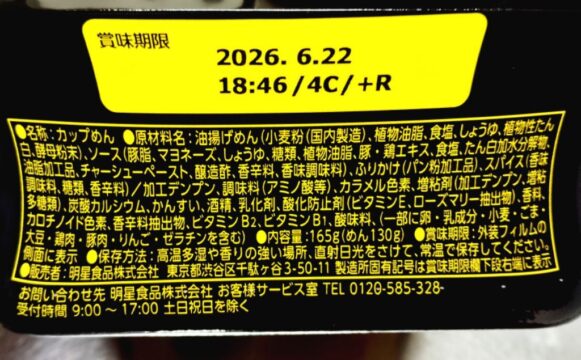 賞味期限
2026. 6.22
18:46/4C/+R
●名称:カップめん ●原材料名:油揚げめん(小麦粉(国内製造)、植物油脂、食塩、しょうゆ、植物性たん
白、酵母粉末)、ソース(豚脂、マヨネーズ、しょうゆ、糖類、植物油脂、豚・鶏エキス、食塩、たん白加水分解物、
油脂加工品、チャーシューペースト、醸造酢、香辛料、香味調味料)、ふりかけ(パン粉加工品)、スパイス(香味
調味料、糖類、香辛料)/加工デンプン、調味料(アミノ酸等)、カラメル色素、増粘剤(加工デンプン、増粘
多糖類)、炭酸カルシウム、かんすい、酒精、乳化剤、酸化防止剤(ビタミンE、ローズマリー抽出物)、香料、
カロチノイド色素、香辛料抽出物、ビタミンB2、ビタミンB1、酸味料、(一部に卵・乳成分・小麦・ごま・
大豆・鶏肉・豚肉・りんご・ゼラチンを含む) ●内容量:165g(めん130g) ●賞味期限:外装フィルムの
側面に表示 ●保存方法:高温多湿や香りの強い場所、直射日光をさけて、常温で保存してください。
●販売者:明星食品株式会社 東京都渋谷区千駄ヶ谷3-50-11 製造所固有記号は賞味期限欄下段右端に表示
お問い合わせ先 明星食品株式会社 お客様サービス室 TEL 0120-585-328
受付時間 9:00～17:00 土日祝日を除く